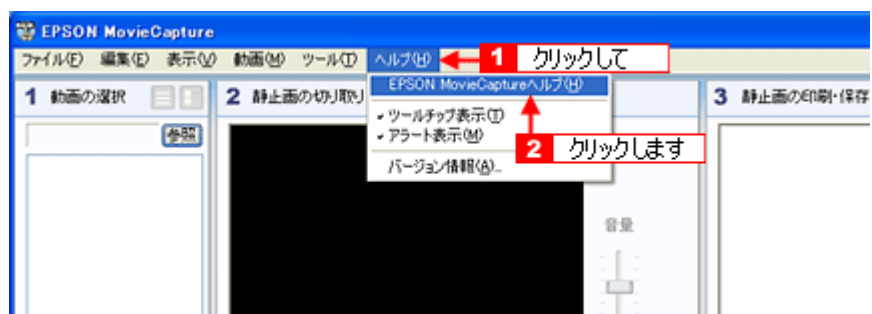 EPSON MovieCapture
ファイル(F) 編集(E) 表示(V) 動画(M) ツール(T) ヘルプ(H) 1 クリックして
EPSON MovieCaptureヘルプ(H)
1 動画の選択 2 静止画の切り取り 3 静止画の印刷・保存
参照
✓ ツールチップ表示(T)
✓ アラート表示(M)
2 クリックします
バージョン情報(A)...
音量